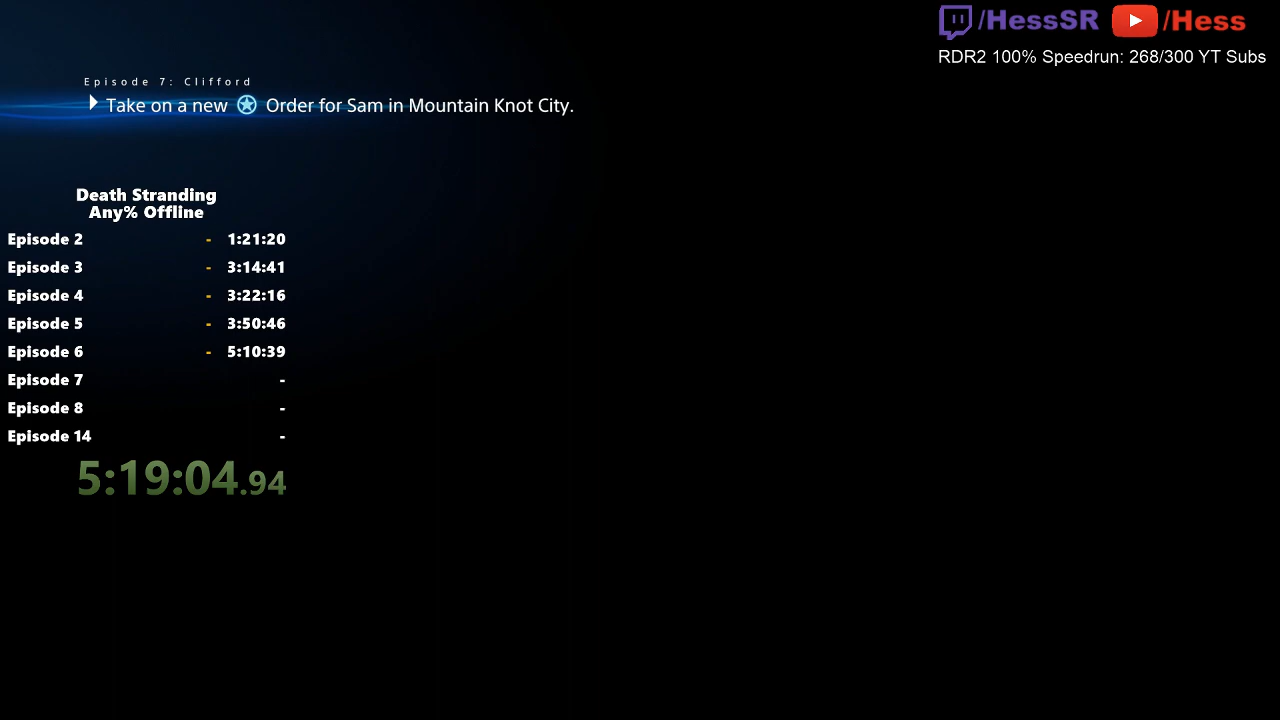 /HessSR /Hess
RDR2 100% Speedrun: 268/300 YT Subs
Episode 7: Clifford
Take on a new Order for Sam in Mountain Knot City.
Death Stranding
Any% Offline
Episode 2 - 1:21:20
Episode 3 - 3:14:41
Episode 4 - 3:22:16
Episode 5 - 3:50:46
Episode 6 - 5:10:39
Episode 7 -
Episode 8 -
Episode 14 -
5:19:04.94